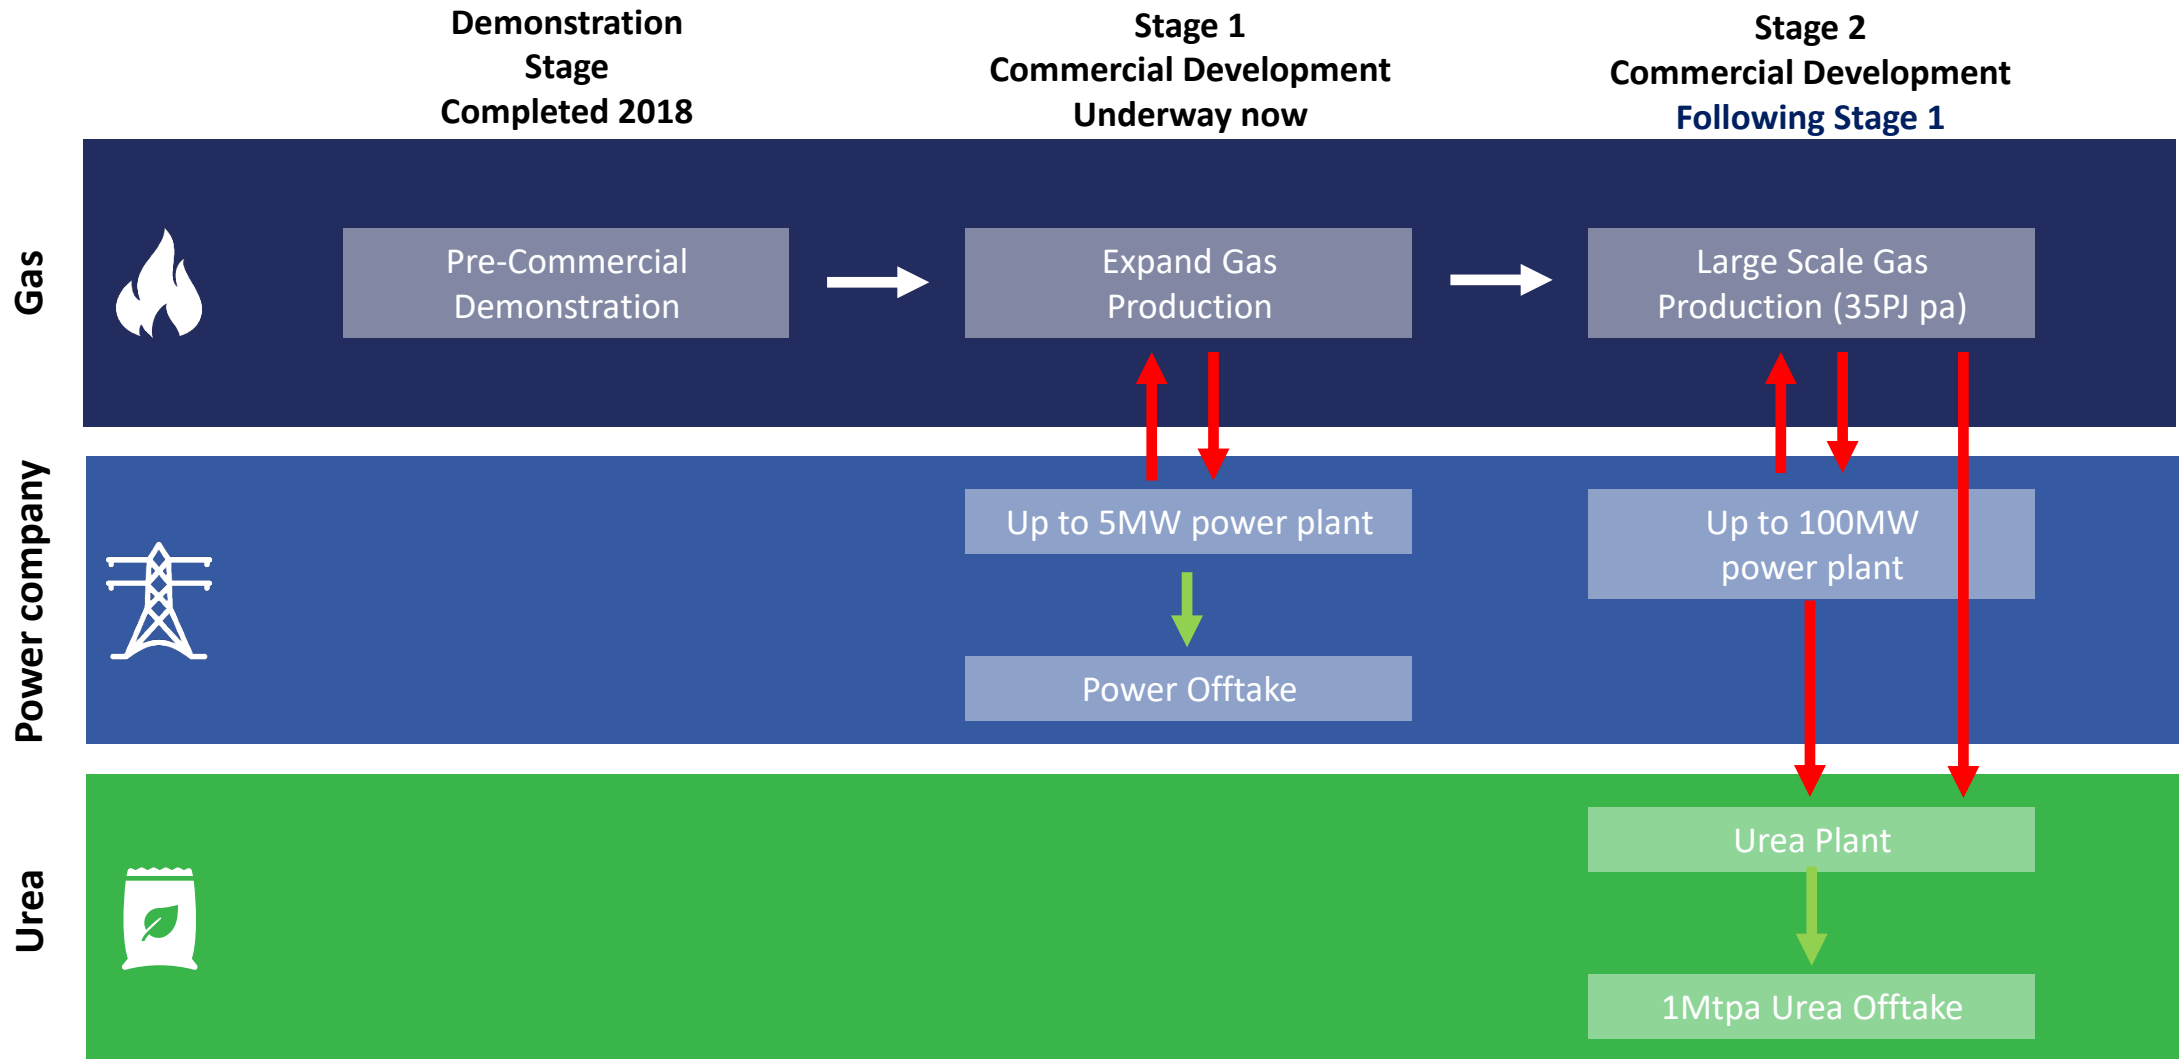 Demonstration
Stage
Completed 2018
Stage 1
Commercial Development
Underway now
Stage 2
Commercial Development
Following Stage 1
Gas
Pre-Commercial
Demonstration
Expand Gas
Production
Large Scale Gas
Production (35PJ pa)
Power company
Up to 5MW power plant
Up to 100MW
power plant
Power Offtake
Urea
Urea Plant
1Mtpa Urea Offtake